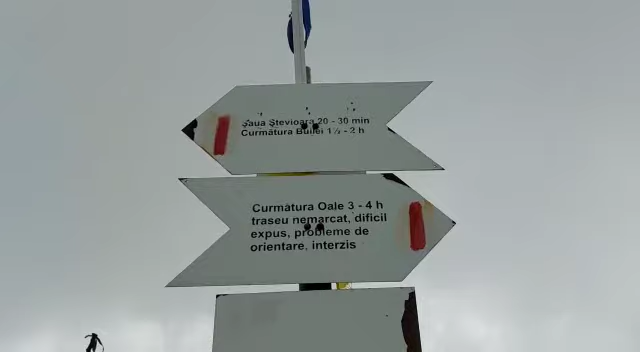 Șaua Ștevioara 20 - 30 min
Curmătura Builei 1 ½ - 2 h
Curmătura Oale 3 - 4 h
traseu nemarcat, dificil
expus, probleme de
orientare, interzis